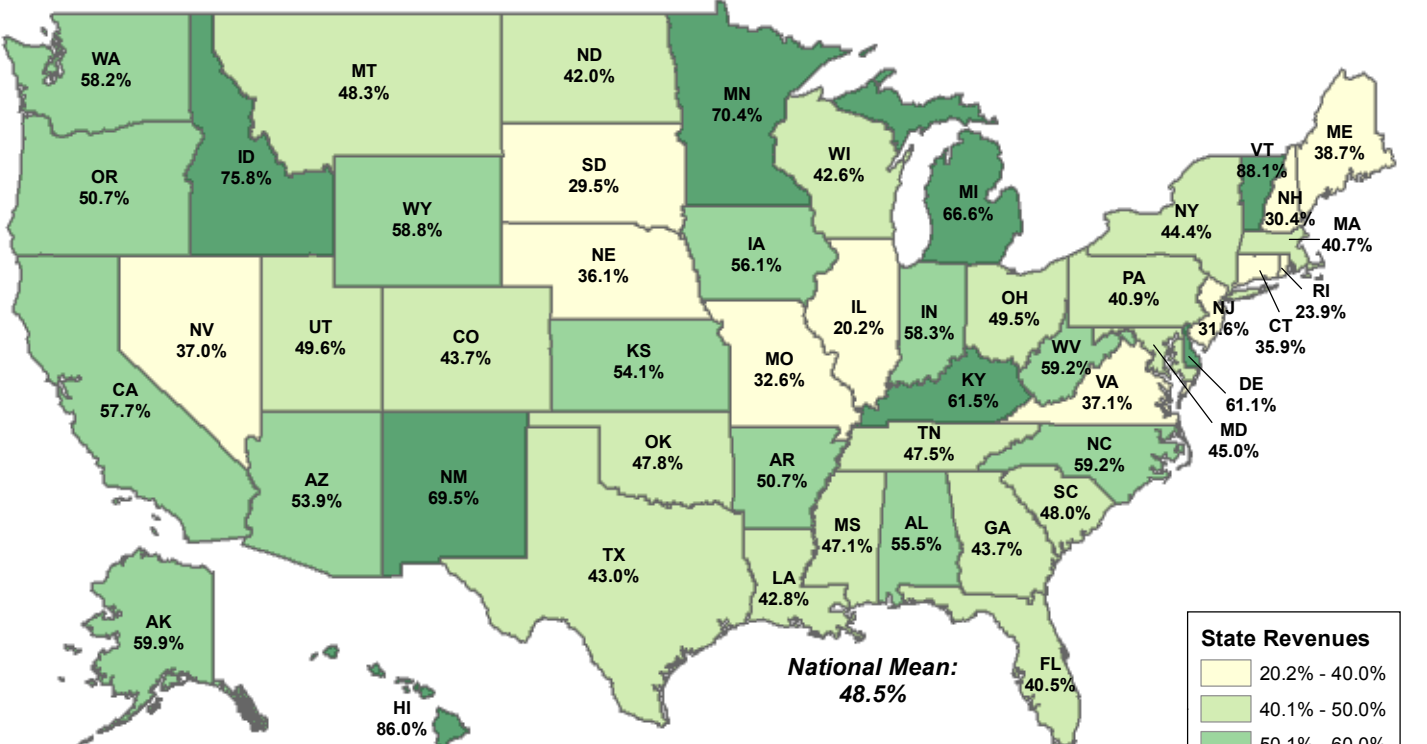 WA
58.2%
MT
48.3%
ND
42.0%
MN
70.4%
ID
75.8%
OR
50.7%
WY
58.8%
SD
29.5%
WI
42.6%
MI
66.6%
VT
88.1%
ME
38.7%
NH
30.4%
NY
44.4%
MA
40.7%
NE
36.1%
IA
56.1%
PA
40.9%
RI
23.9%
CT
35.9%
NJ
31.6%
NV
37.0%
UT
49.6%
CO
43.7%
KS
54.1%
MO
32.6%
IL
20.2%
IN
58.3%
OH
49.5%
WV
59.2%
VA
37.1%
DE
61.1%
MD
45.0%
KY
61.5%
CA
57.7%
AZ
53.9%
NM
69.5%
OK
47.8%
AR
50.7%
TN
47.5%
NC
59.2%
SC
48.0%
MS
47.1%
AL
55.5%
GA
43.7%
TX
43.0%
LA
42.8%
FL
40.5%
AK
59.9%
HI
86.0%
National Mean:
48.5%
State Revenues
20.2% - 40.0%
40.1% - 50.0%
50.1% - 60.0%